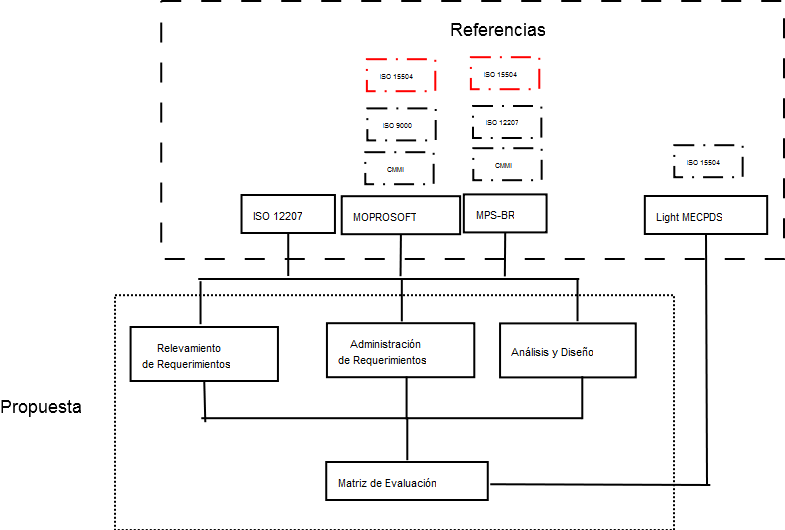 Referencias
ISO 15504
ISO 15504
ISO 9000
ISO 12207
CMMI
CMMI
ISO 15504
ISO 12207
MOPROSOFT
MPS-BR
Light MECPDS
Relevamiento
de Requerimientos
Administración
de Requerimientos
Análisis y Diseño
Propuesta
Matriz de Evaluación